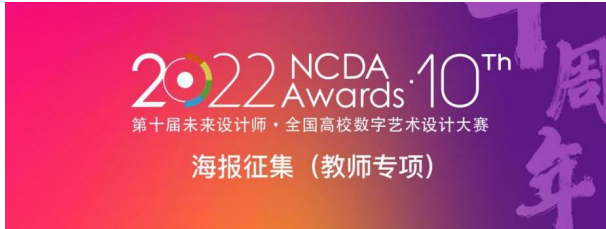 2022 NCDA Awards·10Th
第十届未来设计师·全国高校数字艺术设计大赛
海报征集（教师专项）
十周年